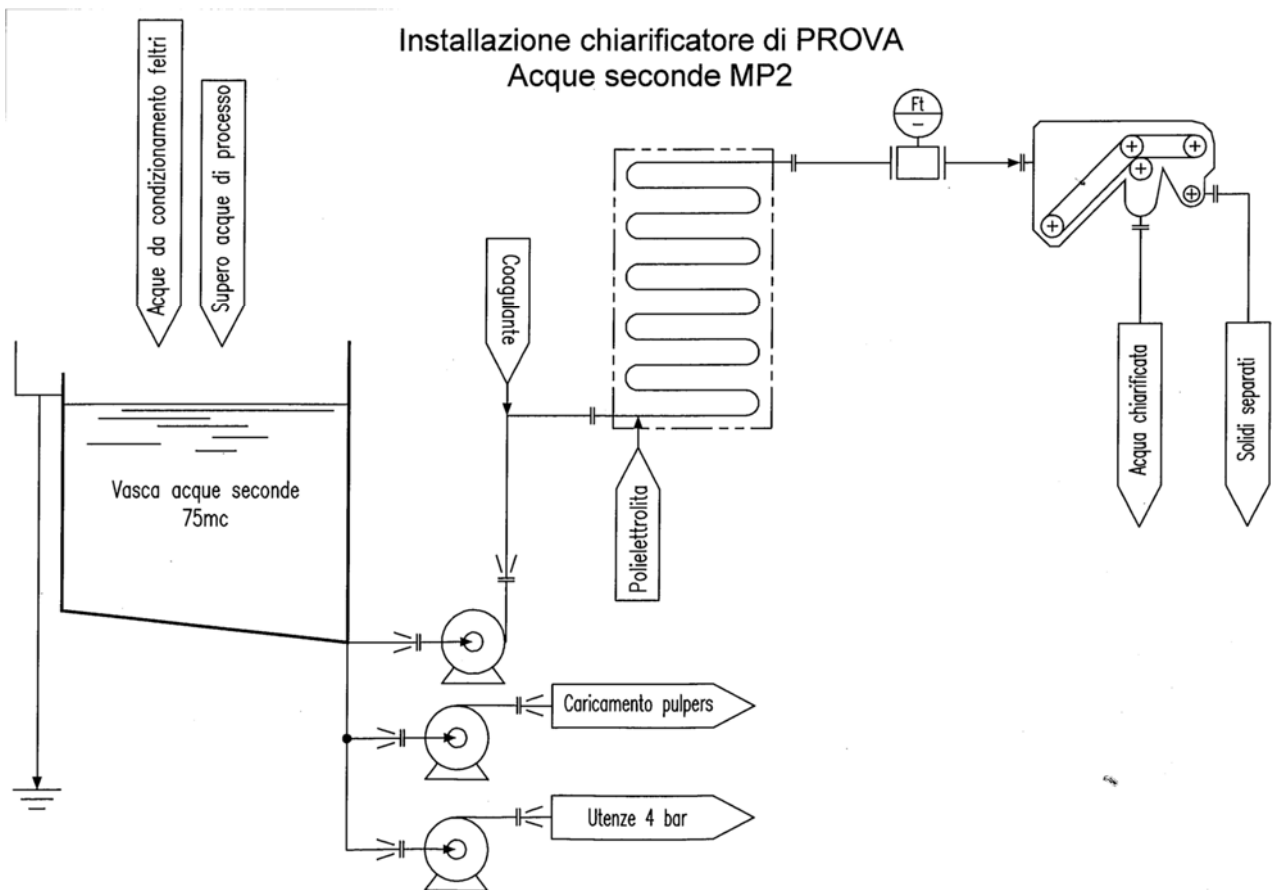 Installazione chiarificatore di PROVA
Acque seconde MP2
Acque da condizionamento feltri
Supero acque di processo
Ft
Coagulante
Vasca acque seconde
75mc
Polielettrolita
Acqua chiarificata
Solidi separati
Caricamento pulpers
Utenze 4 bar